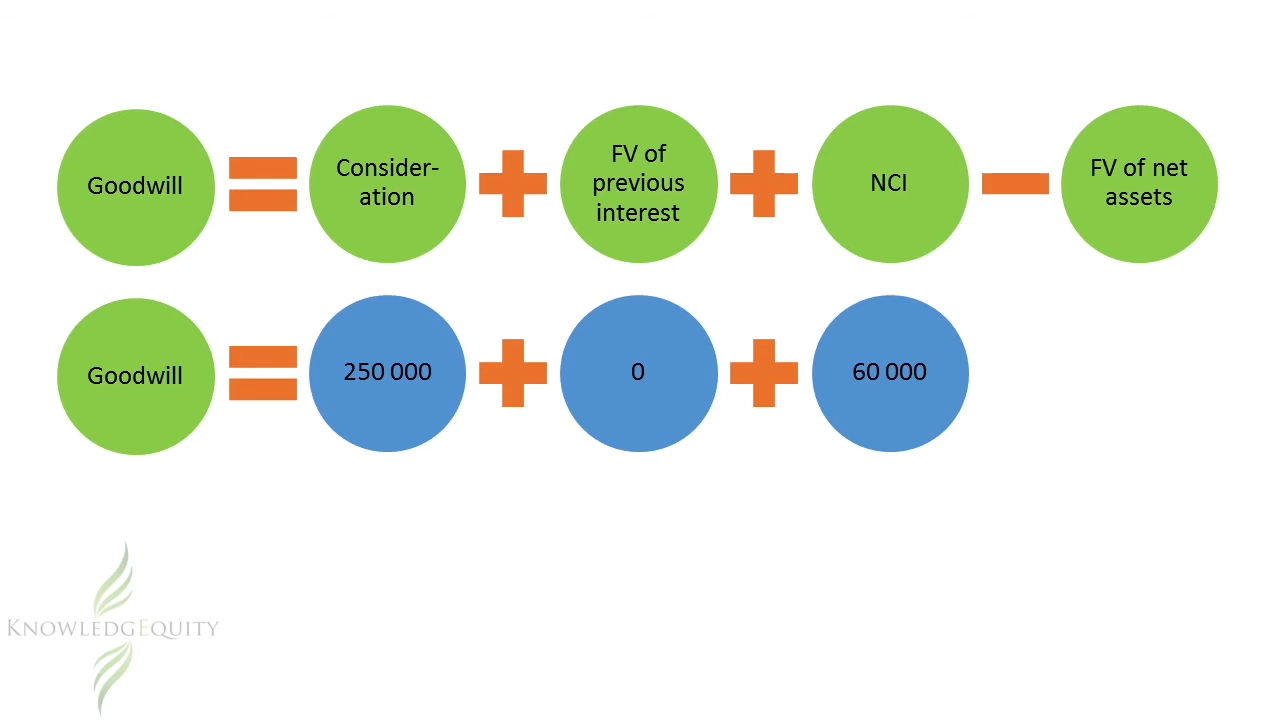 Goodwill
Consider-
ation
FV of
previous
interest
NCI
FV of net
assets
Goodwill
250 000
0
60 000
KNOWLEDGEQUITY